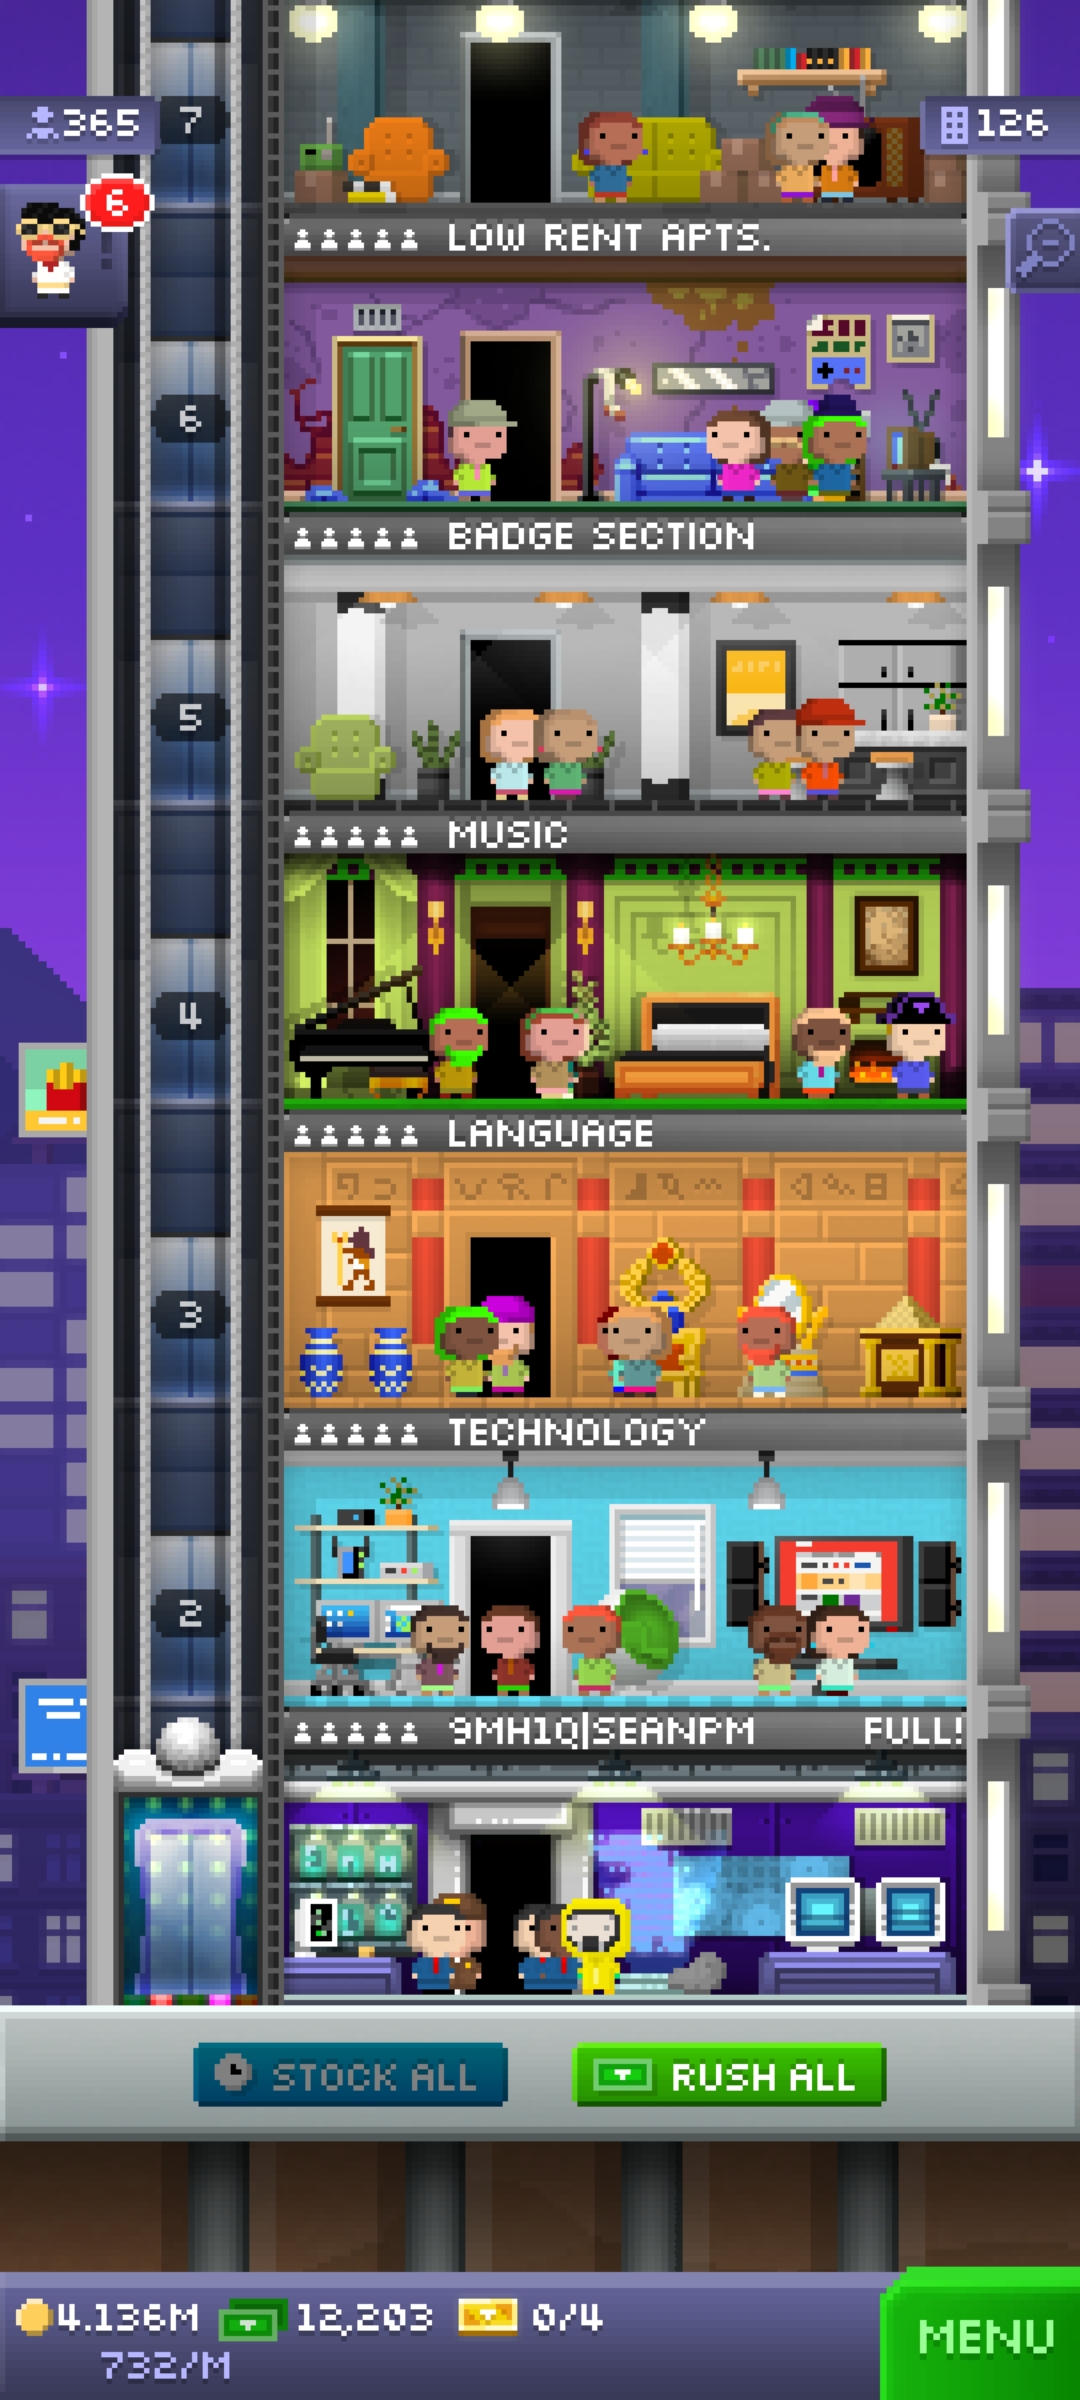 7
365
126
6
LOW RENT APTS.
6
BADGE SECTION
5
MUSIC
4
LANGUAGE
3
TECHNOLOGY
2
9MH1Q|SEANPM FULL!
STOCK ALL
RUSH ALL
4.136M 12,203 0/4
732/M
MENU